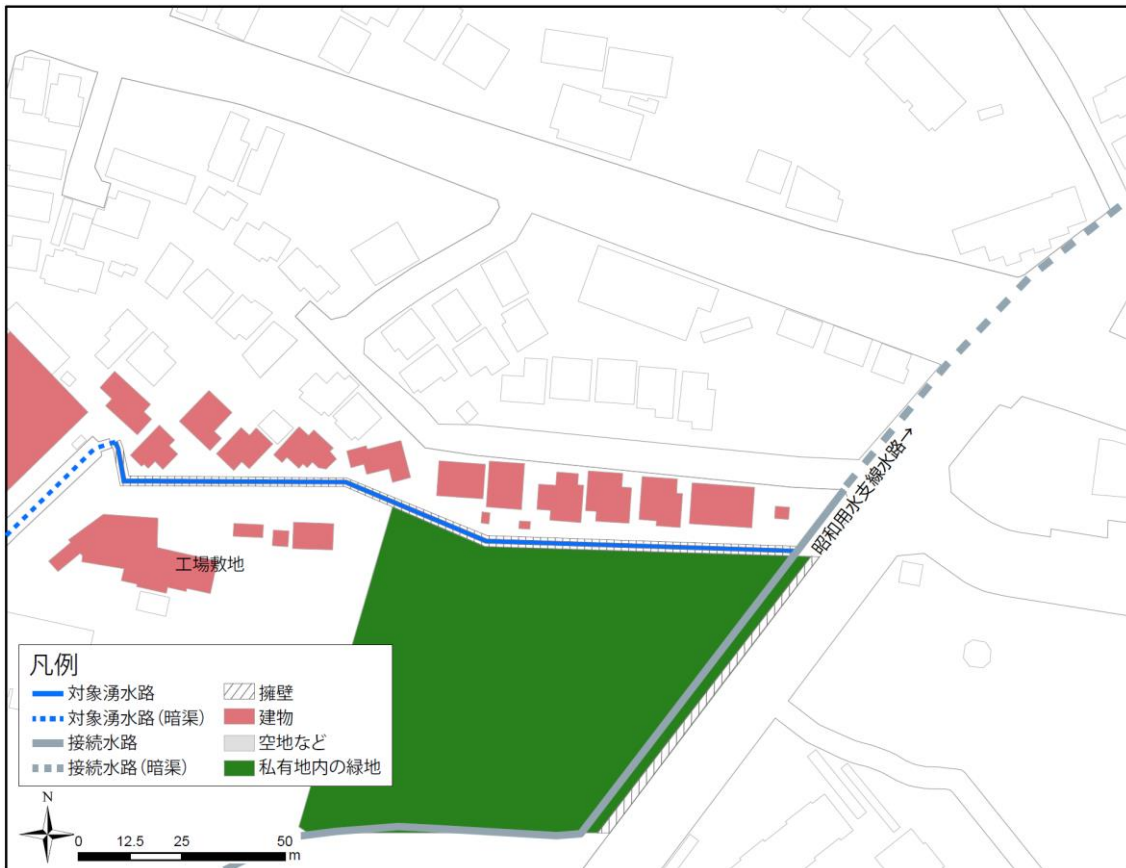 昭和用水支線水路→
工場敷地
凡例
対象湧水路
対象湧水路(暗渠)
接続水路
接続水路(暗渠)
擁壁
建物
空地など
私有地内の緑地
N
0 12.5 25 50
m